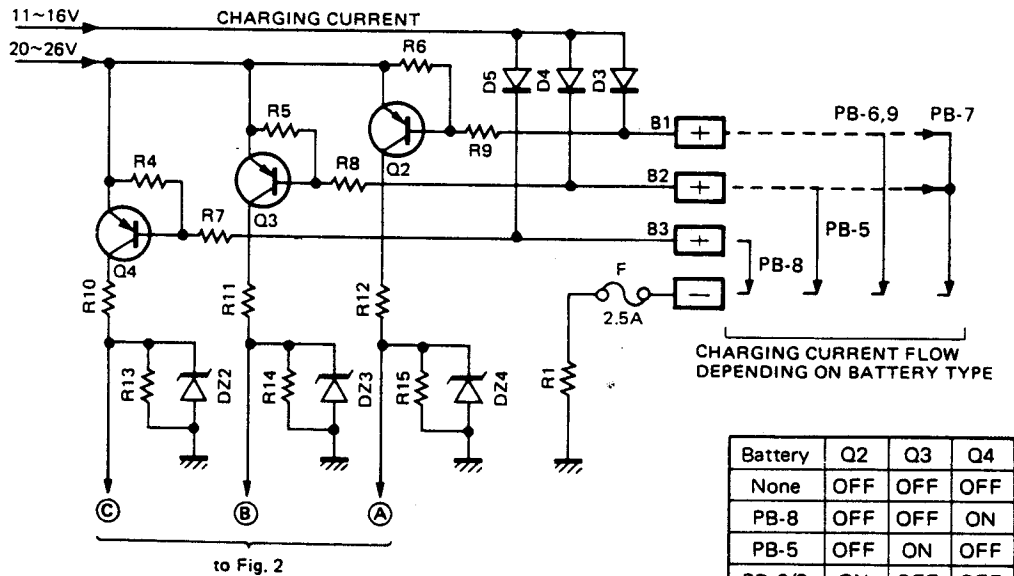 11~16V
CHARGING CURRENT
20~26V
R6
D5
D4
D3
R5
R4
Q2
R9
B1
+
PB-6,9
PB-7
Q3
R8
B2
+
PB-5
Q4
R7
B3
+
PB-8
R10
R11
R12
F
2.5A
−
CHARGING CURRENT FLOW
DEPENDING ON BATTERY TYPE
R13
DZ2
R14
DZ3
R15
DZ4
R1
C
B
A
to Fig. 2
Battery Q2 Q3 Q4
None OFF OFF OFF
PB-8 OFF OFF ON
PB-5 OFF ON OFF